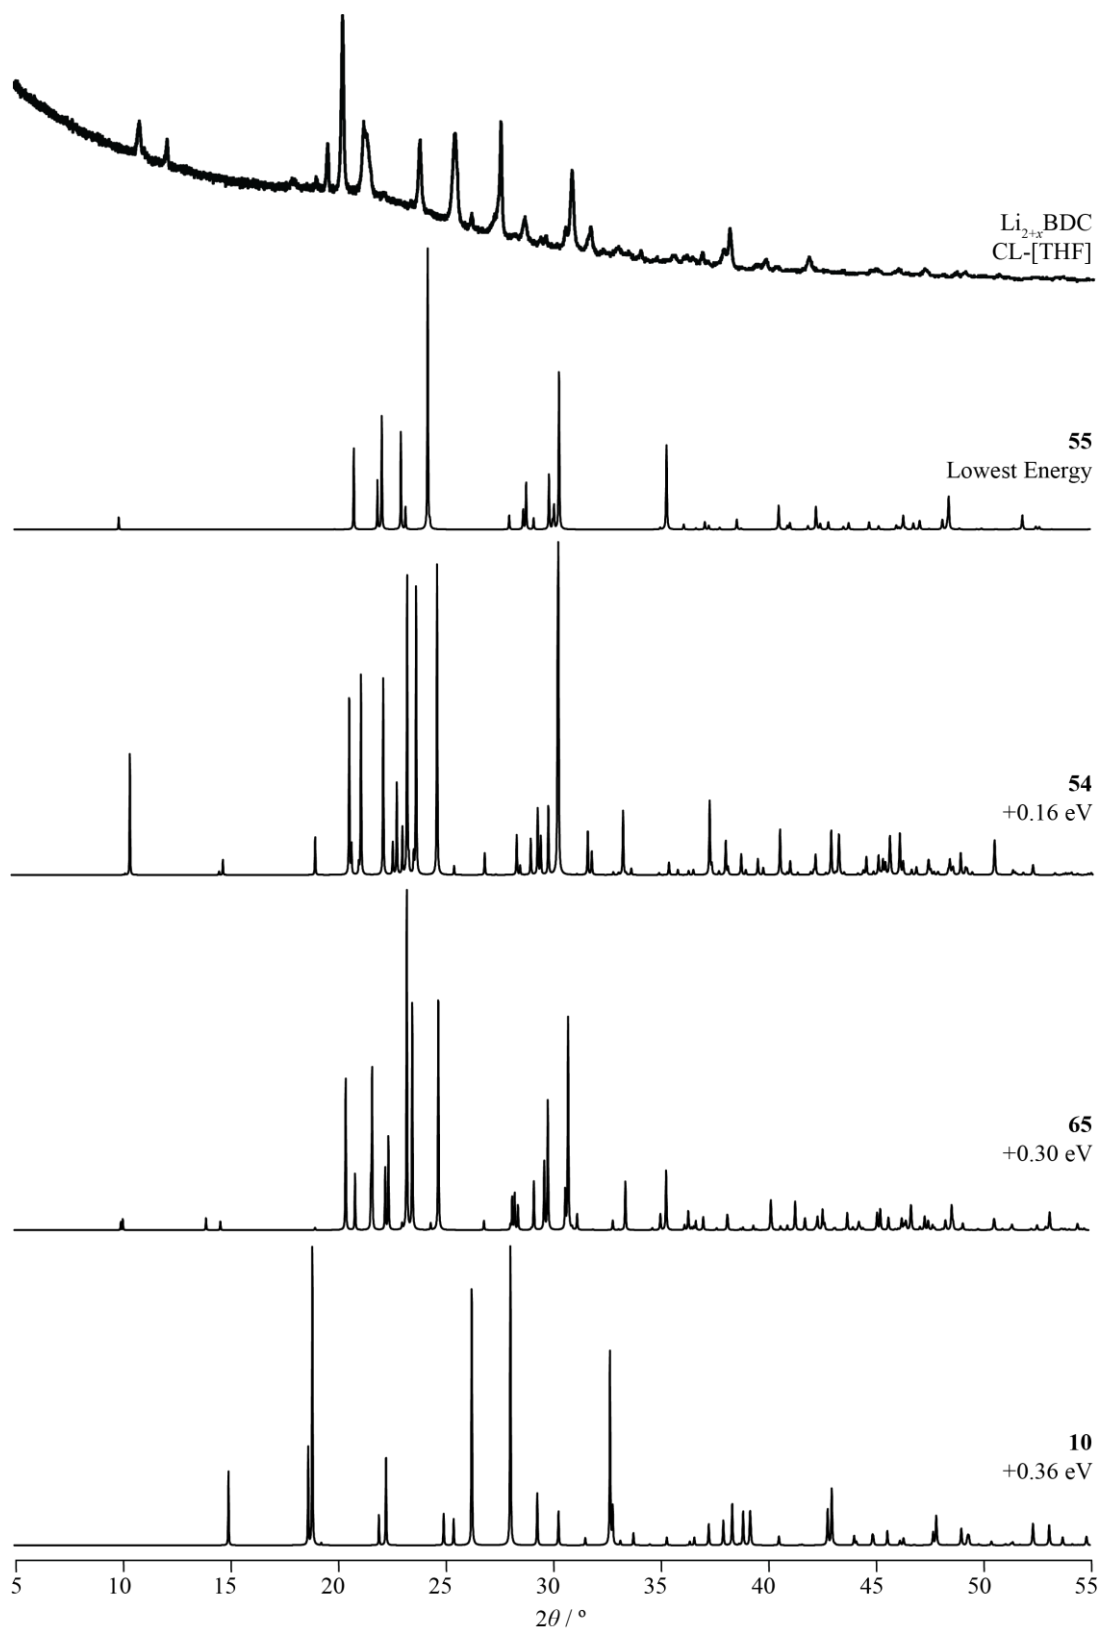 Li₂₊ₓBDC
CL-[THF]
55
Lowest Energy
54
+0.16 eV
65
+0.30 eV
10
+0.36 eV
5 10 15 20 25 30 35 40 45 50 55
2θ / º